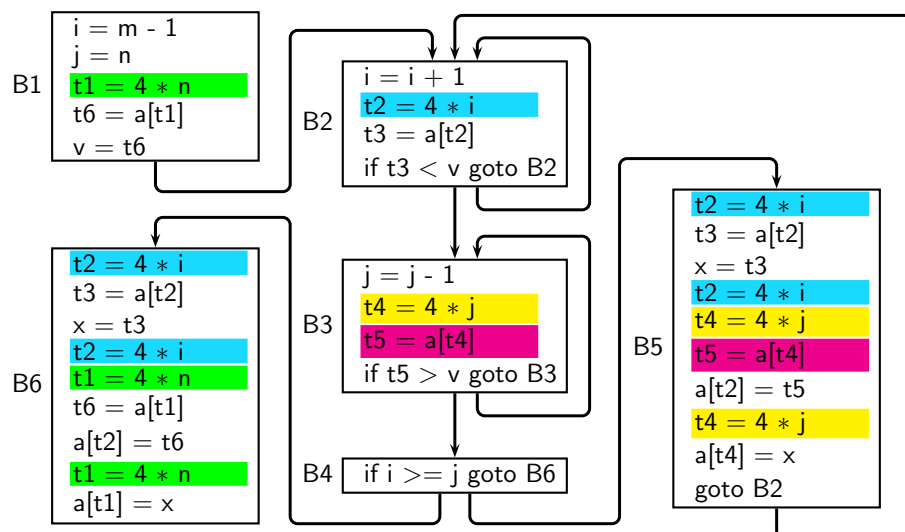 B1
i = m - 1
j = n
t1 = 4 * n
t6 = a[t1]
v = t6
B2
i = i + 1
t2 = 4 * i
t3 = a[t2]
if t3 < v goto B2
B3
j = j - 1
t4 = 4 * j
t5 = a[t4]
if t5 > v goto B3
B4
if i >= j goto B6
B5
t2 = 4 * i
t3 = a[t2]
x = t3
t2 = 4 * i
t4 = 4 * j
t5 = a[t4]
a[t2] = t5
t4 = 4 * j
a[t4] = x
goto B2
B6
t2 = 4 * i
t3 = a[t2]
x = t3
t2 = 4 * i
t1 = 4 * n
t6 = a[t1]
a[t2] = t6
t1 = 4 * n
a[t1] = x